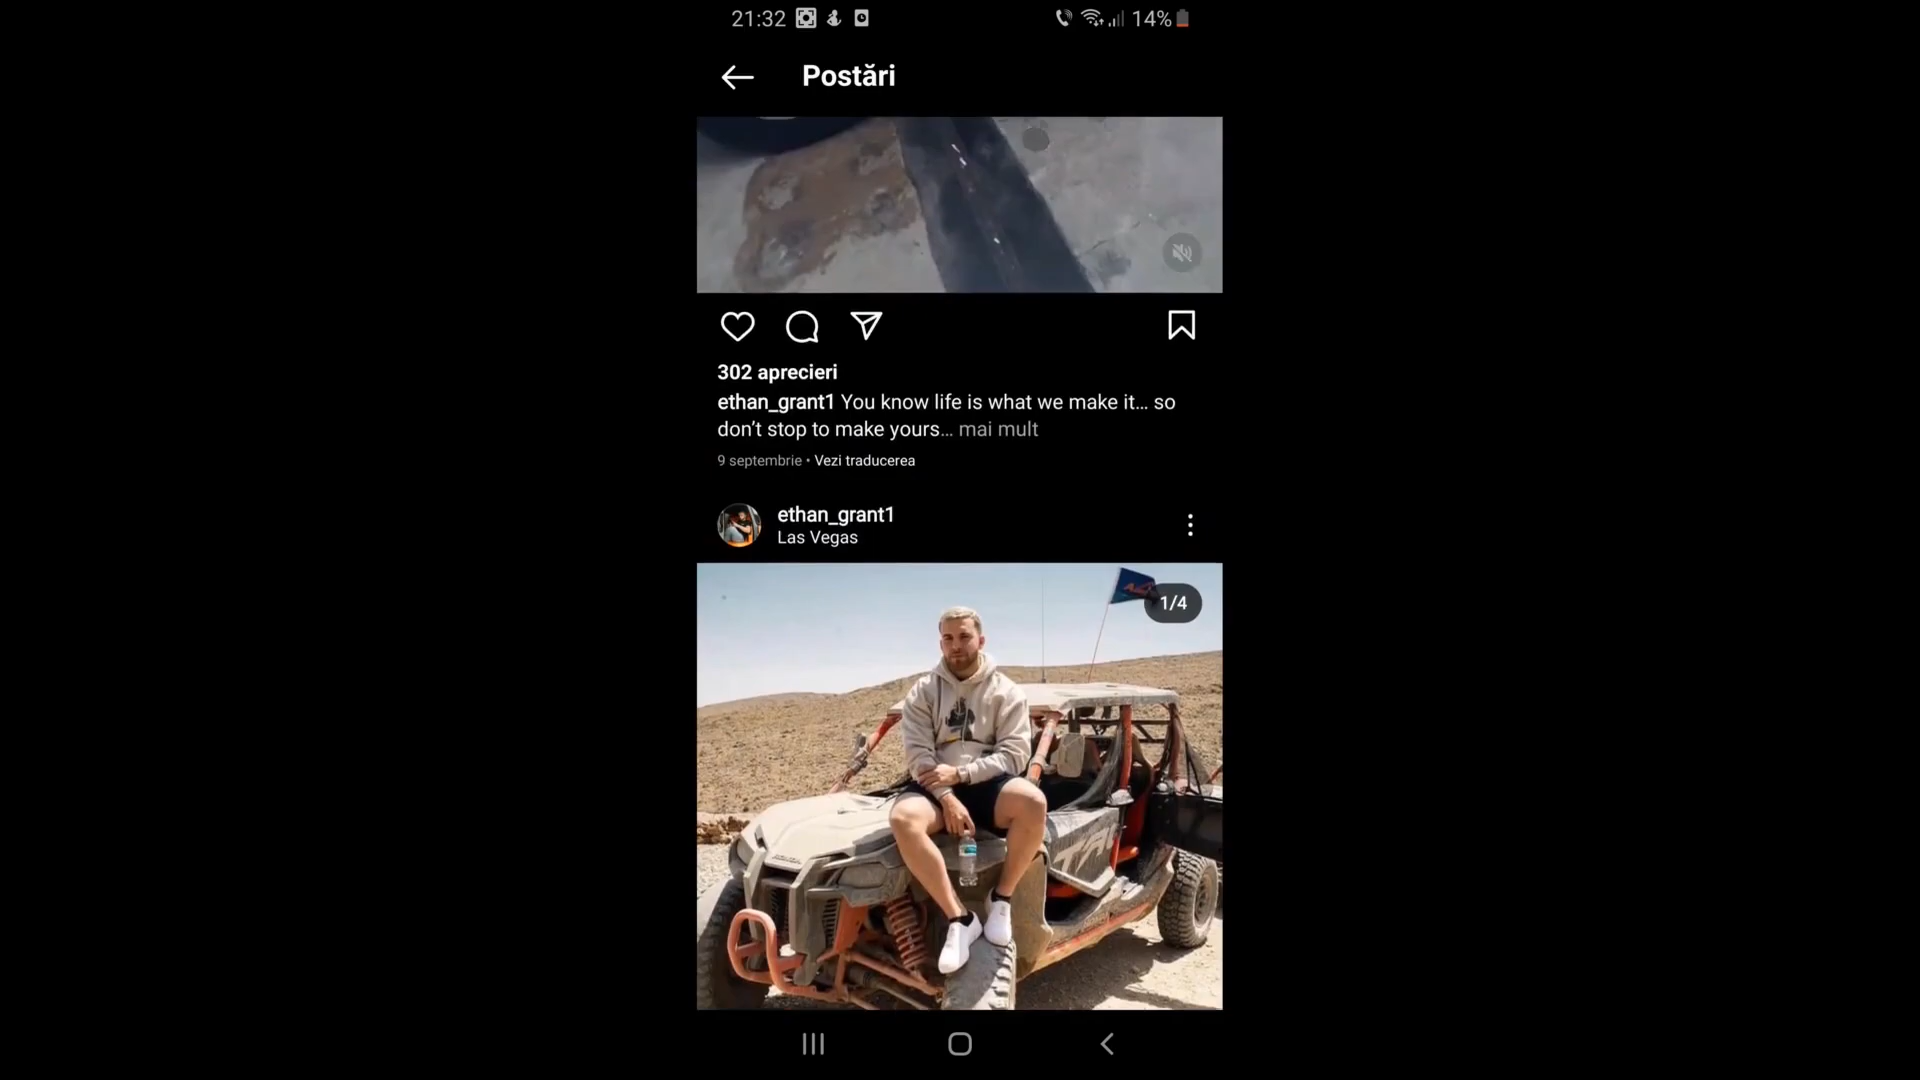 21:32
14%
Postări
302 aprecieri
ethan_grant1 You know life is what we make it... so
don't stop to make yours... mai mult
9 septembrie • Vezi traducerea
ethan_grant1
Las Vegas
1/4